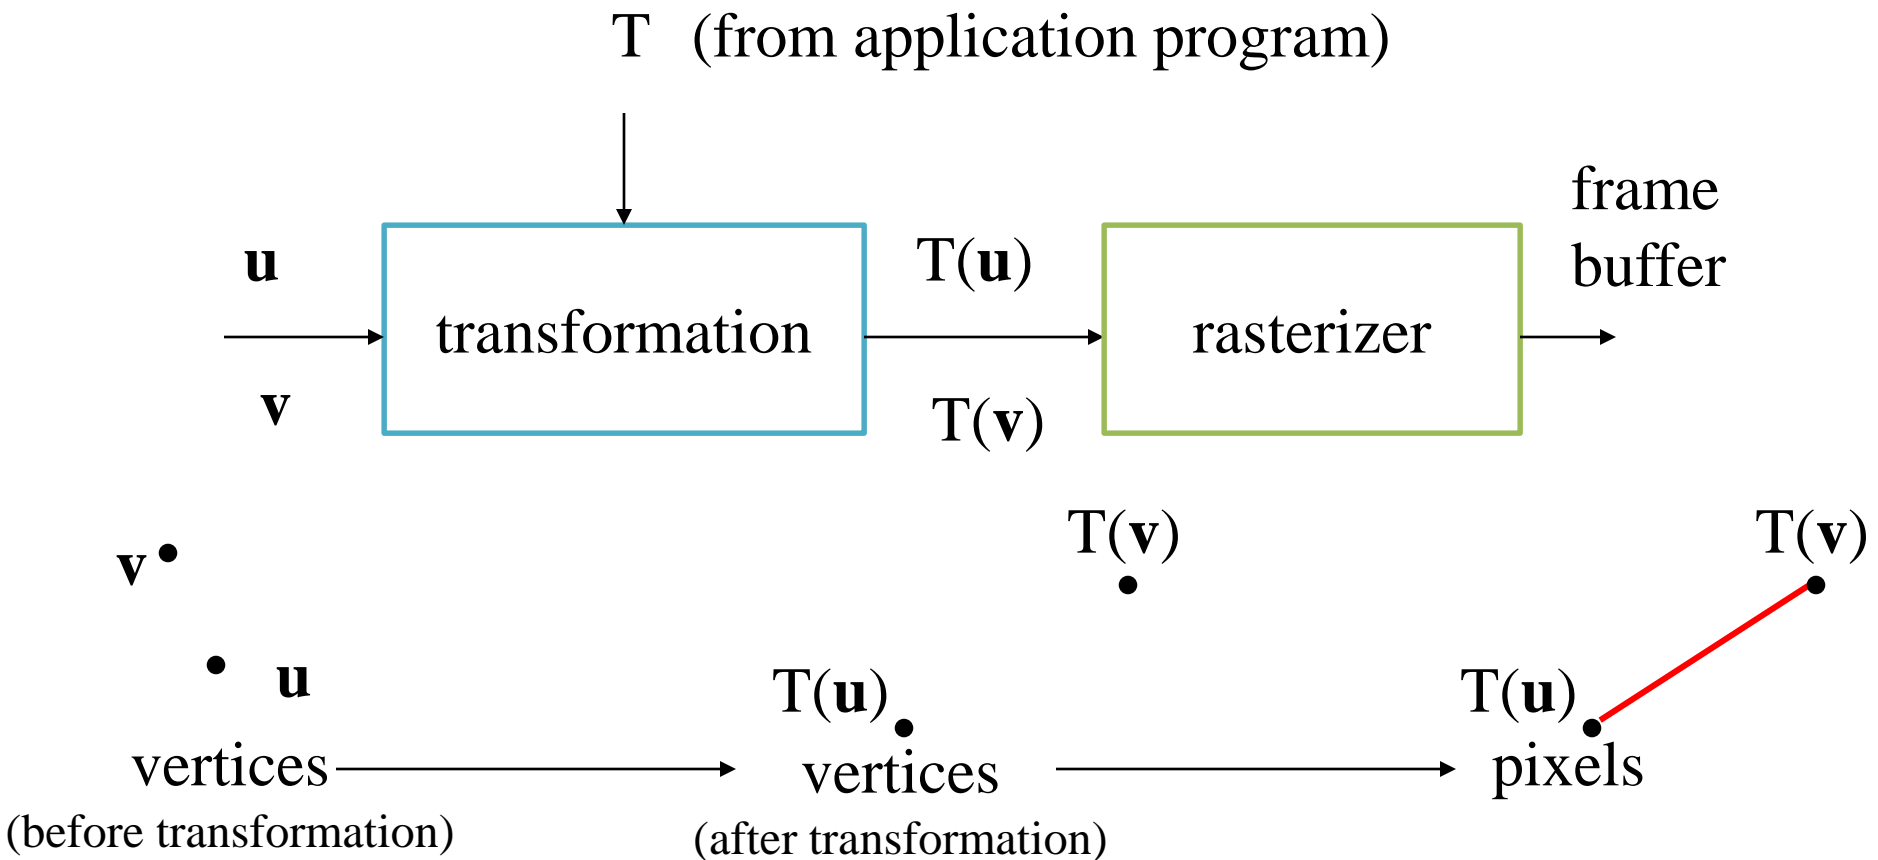 T (from application program)
frame
buffer
u
T(u)
transformation
rasterizer
v
T(v)
T(v)
T(v)
v
u
T(u)
T(u)
vertices
vertices
pixels
(before transformation)
(after transformation)